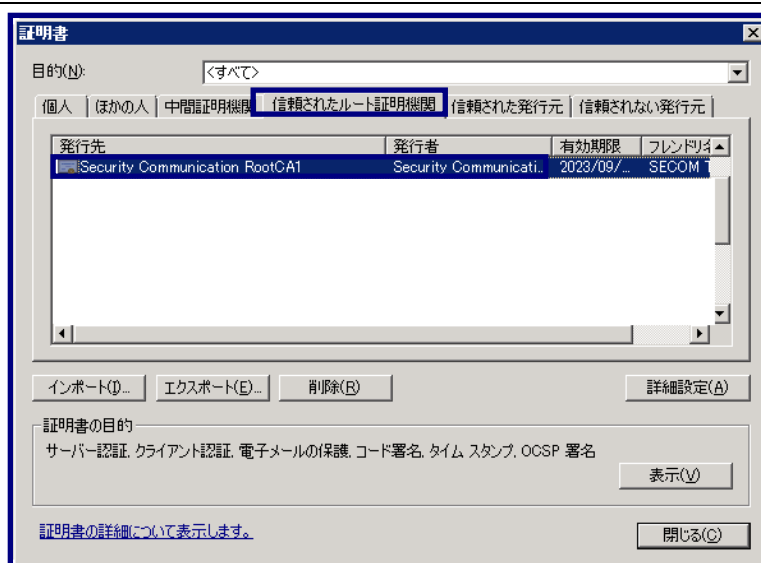 証明書
目的(N):
<すべて>
個人 ほかの人 中間証明機関 信頼されたルート証明機関 信頼された発行元 信頼されない発行元
発行先 発行者 有効期限 フレンドリ
Security Communication RootCA1 Security Communicati... 2023/09/... SECOM T
インポート(I)... エクスポート(E)... 削除(R) 詳細設定(A)
証明書の目的
サーバー認証, クライアント認証, 電子メールの保護, コード署名, タイム スタンプ, OCSP 署名
表示(V)
証明書の詳細について表示します。
閉じる(C)